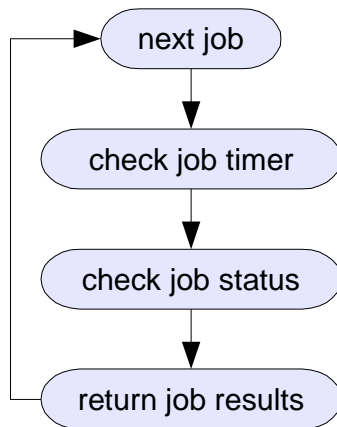 next job
check job timer
check job status
return job results